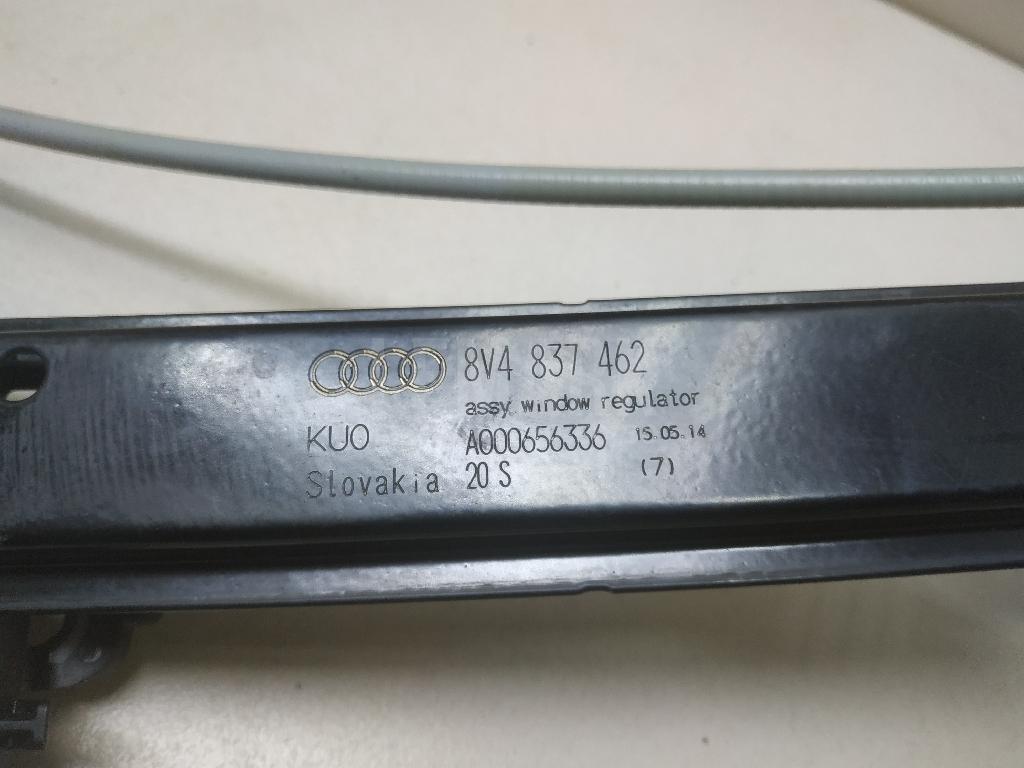 8V4 837 462
assy window regulator
KUO A000656336 15.05.14
Slovakia 20 S (7)